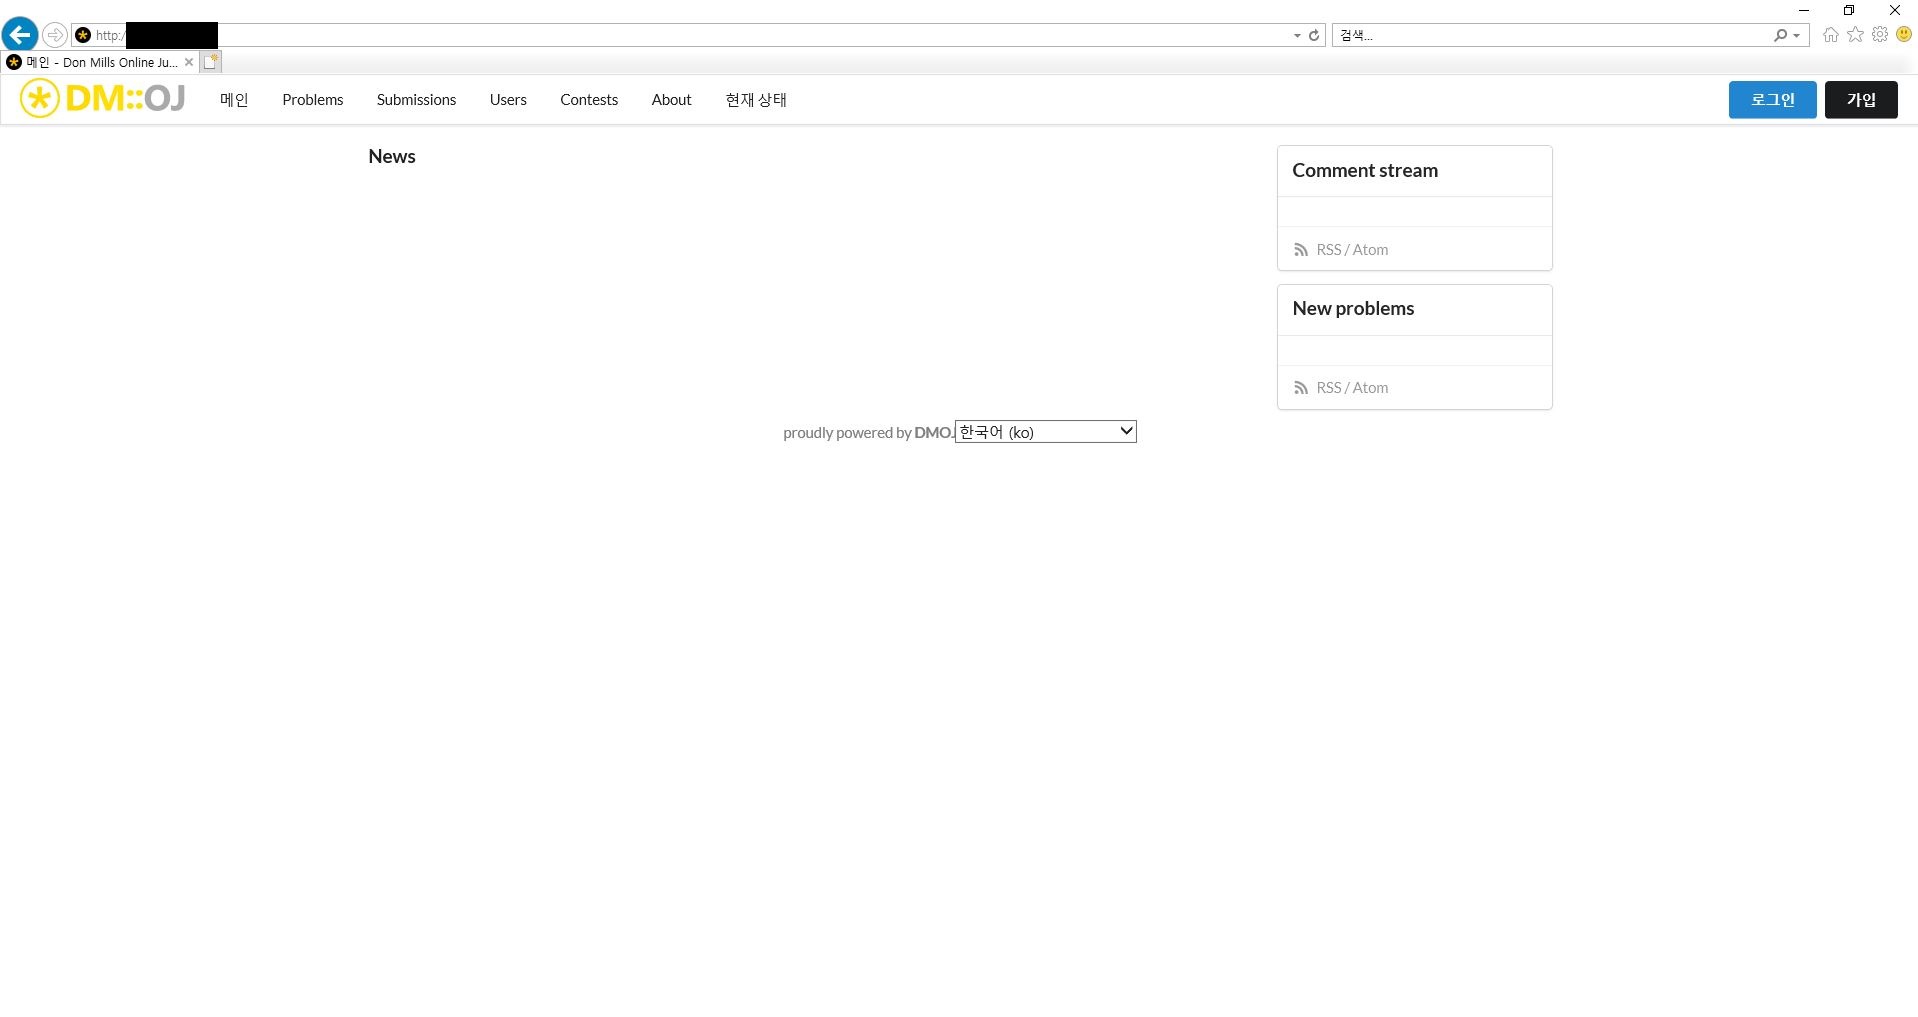 http:/
검색...
메인 - Don Mills Online Ju...
DM::OJ
메인 Problems Submissions Users Contests About 현재 상태
로그인 가입
News
Comment stream
RSS / Atom
New problems
RSS / Atom
proudly powered by DMOJ 한국어 (ko)